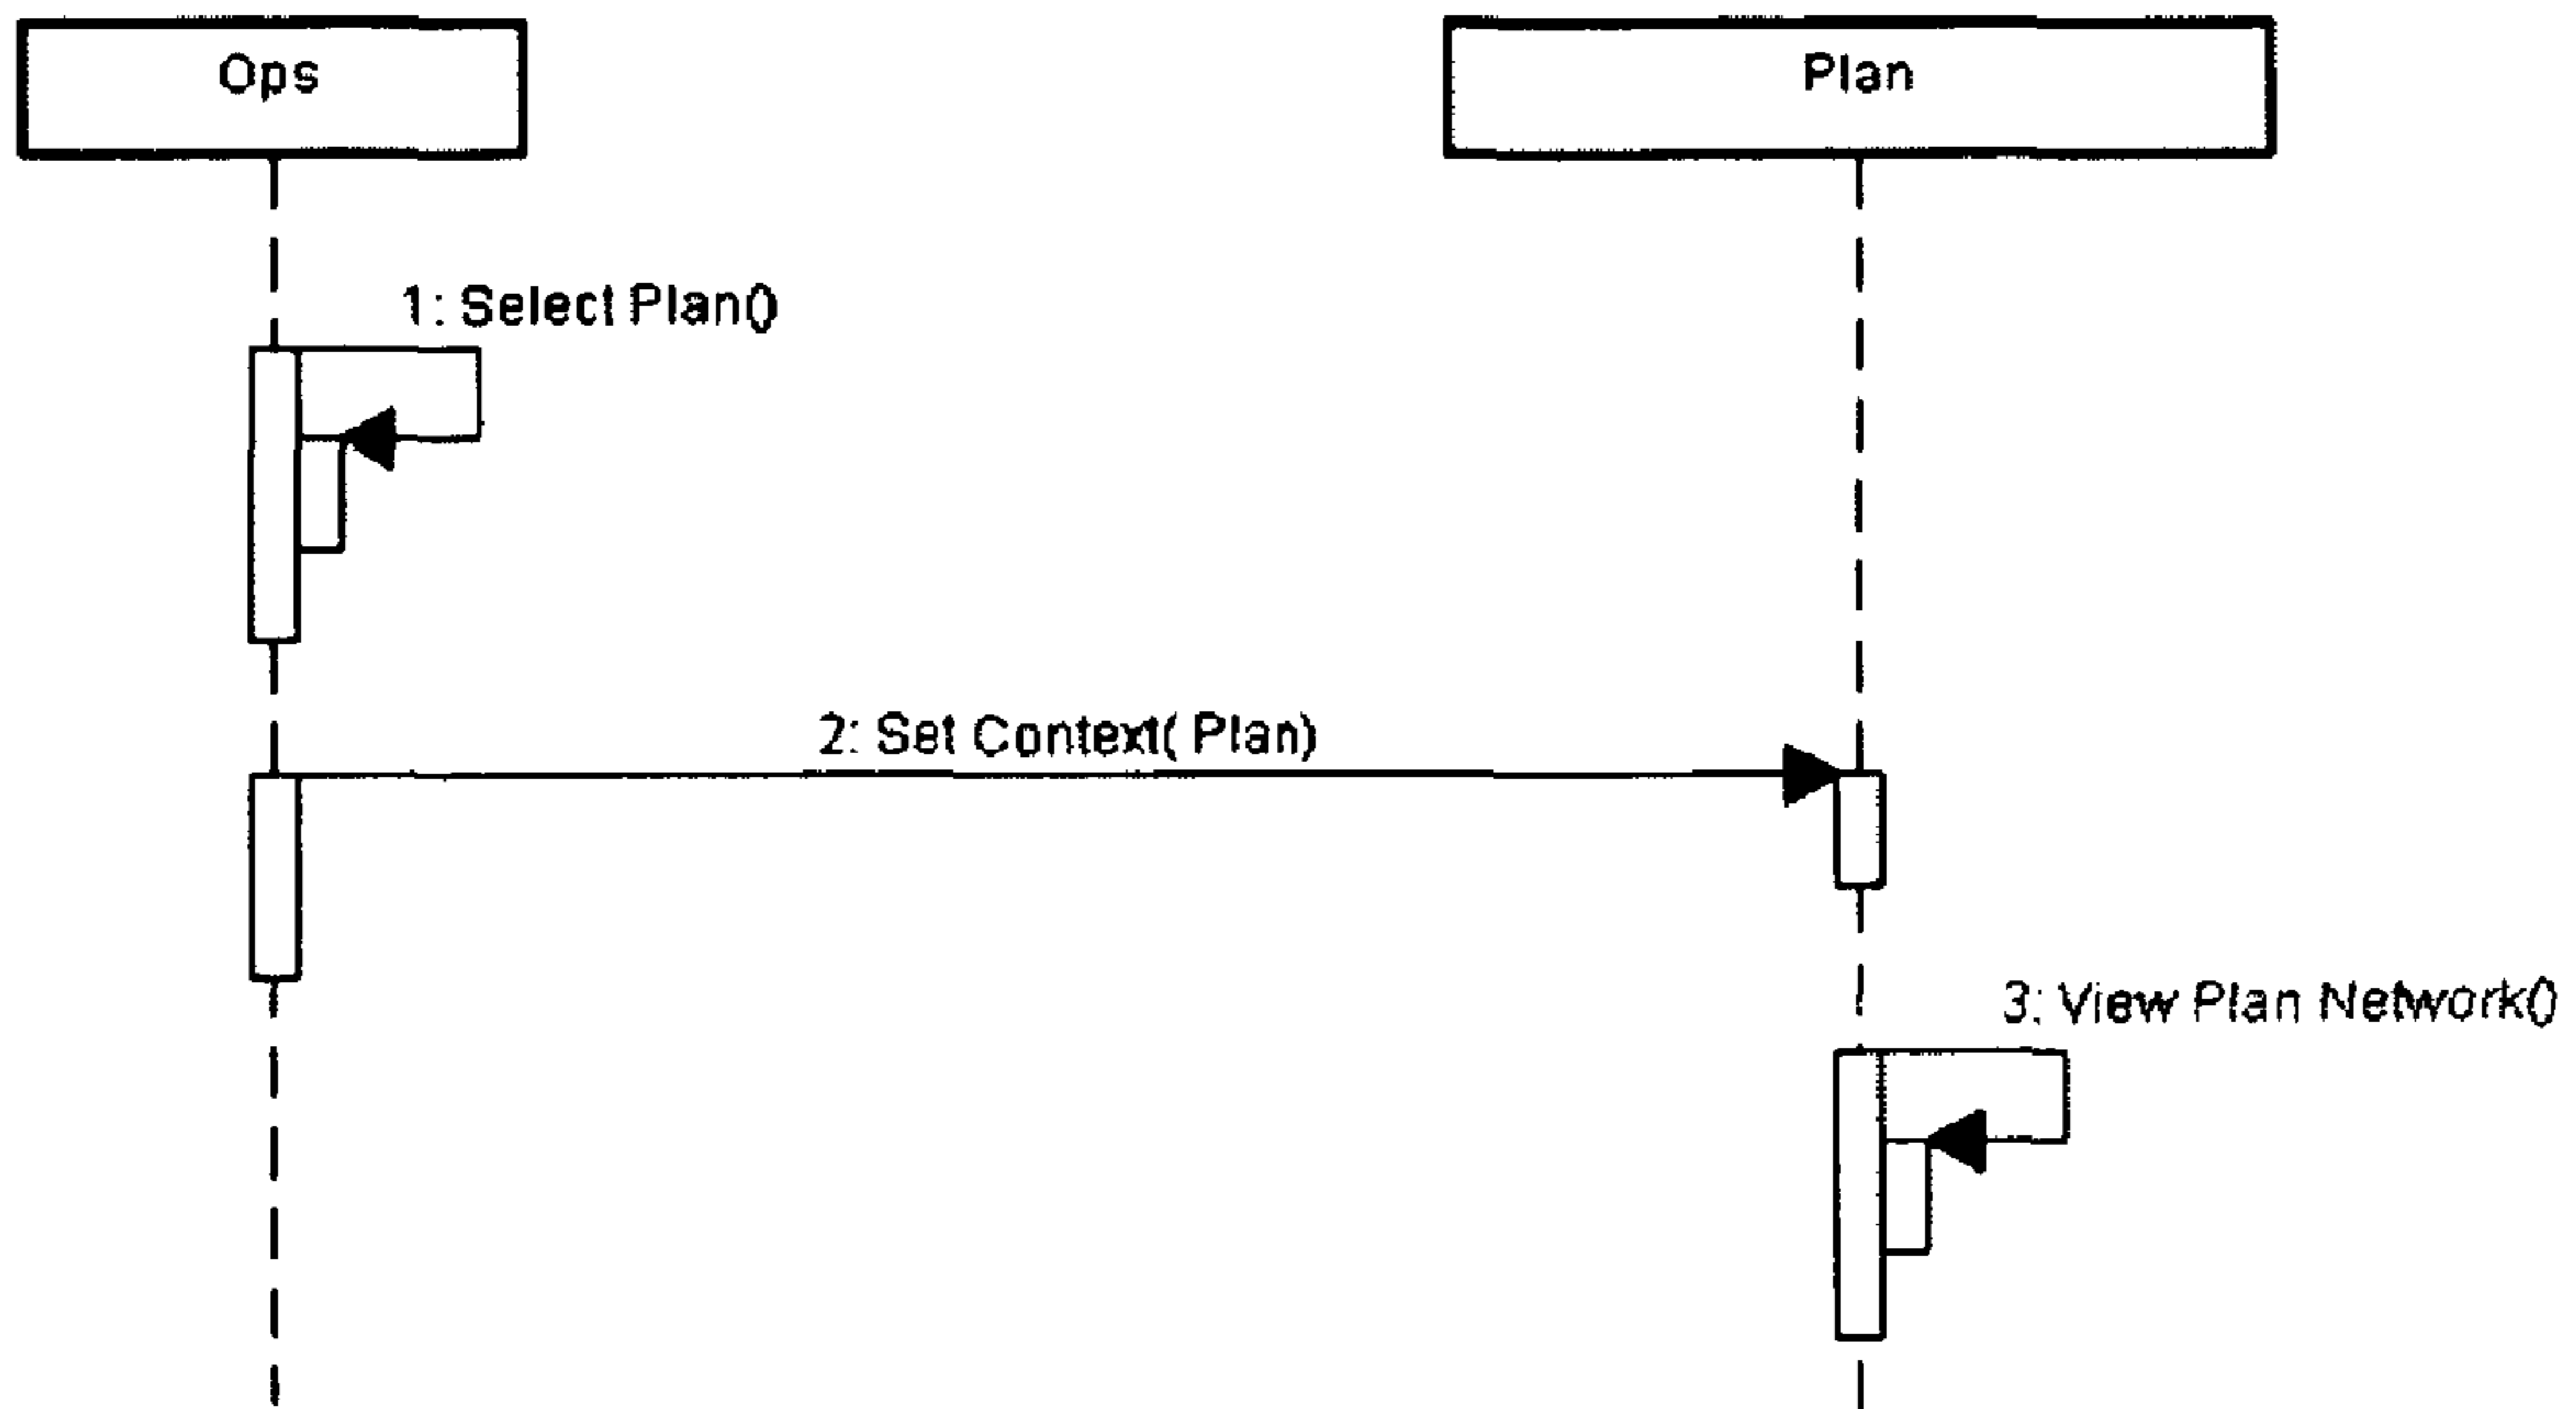 Ops
Plan
1: Select Plan()
2: Set Context( Plan)
3: View Plan Network()